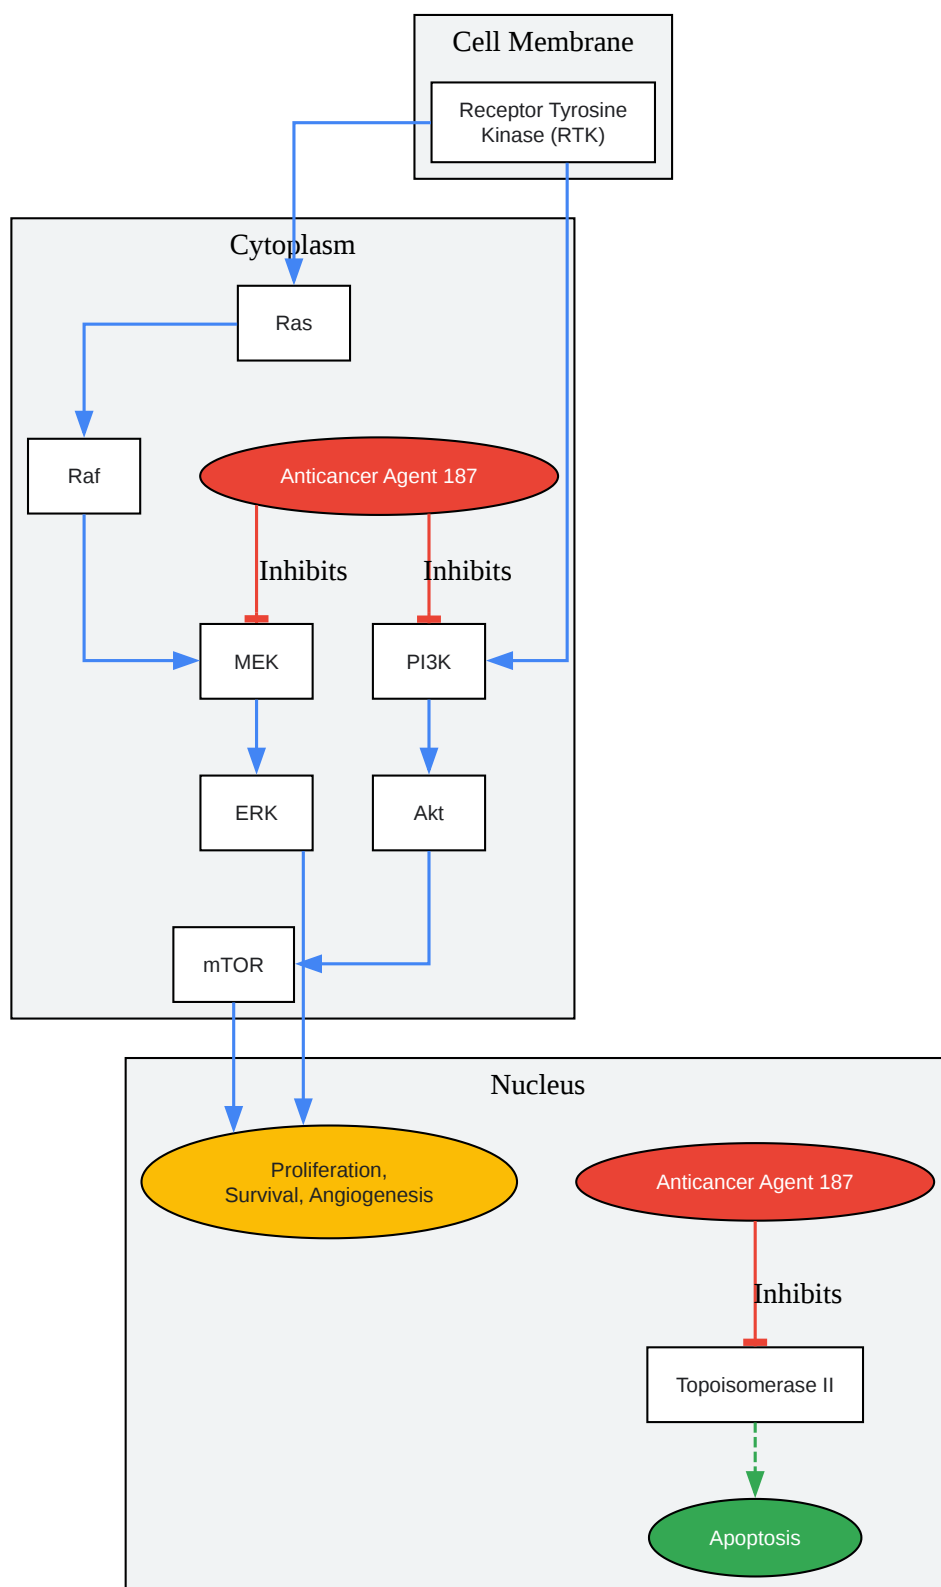 Cell Membrane
Receptor Tyrosine
Kinase (RTK)
Cytoplasm
Ras
Raf
Anticancer Agent 187
Inhibits
Inhibits
MEK
PI3K
ERK
Akt
mTOR
Nucleus
Proliferation,
Survival, Angiogenesis
Anticancer Agent 187
Inhibits
Topoisomerase II
Apoptosis